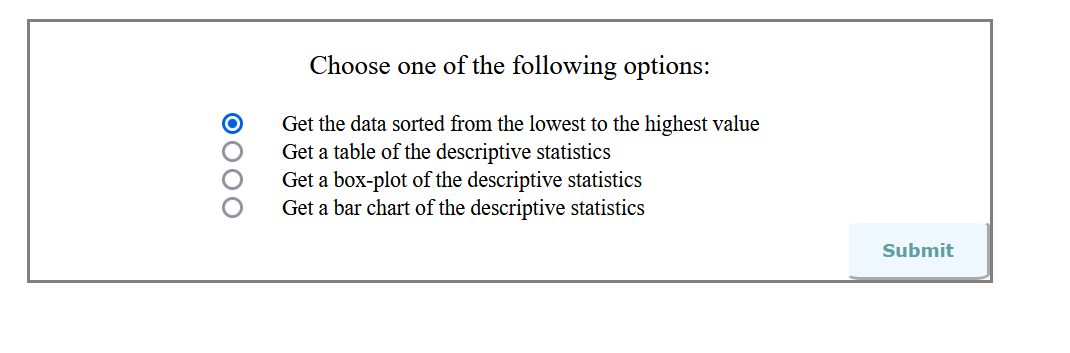 Choose one of the following options:
Get the data sorted from the lowest to the highest value
Get a table of the descriptive statistics
Get a box-plot of the descriptive statistics
Get a bar chart of the descriptive statistics
Submit